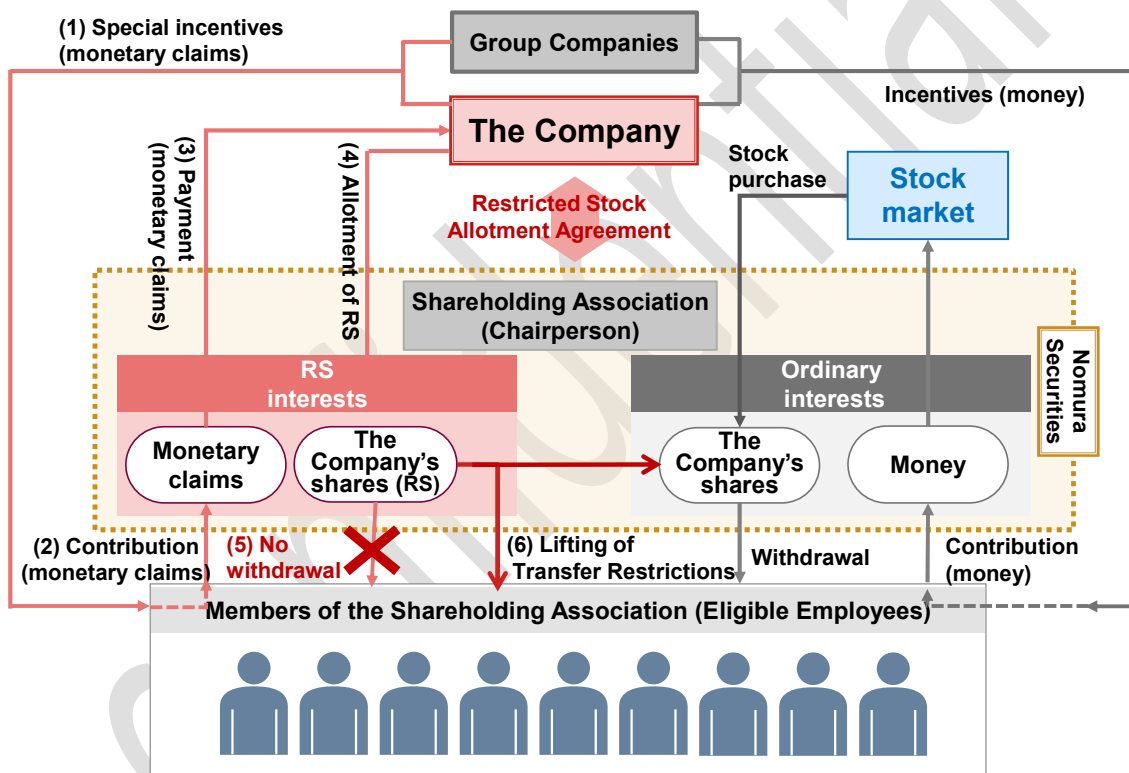 (1) Special incentives
(monetary claims)
Group Companies
Incentives (money)
The Company
(3) Payment
(monetary claims)
(4) Allotment of RS
Stock
purchase
Stock
market
Restricted Stock
Allotment Agreement
Shareholding Association
(Chairperson)
Nomura
Securities
RS
interests
Ordinary
interests
Monetary
claims
The
Company's
shares (RS)
The
Company's
shares
Money
(2) Contribution
(monetary claims)
(5) No
withdrawal
(6) Lifting of
Transfer Restrictions
Withdrawal
Contribution
(money)
Members of the Shareholding Association (Eligible Employees)